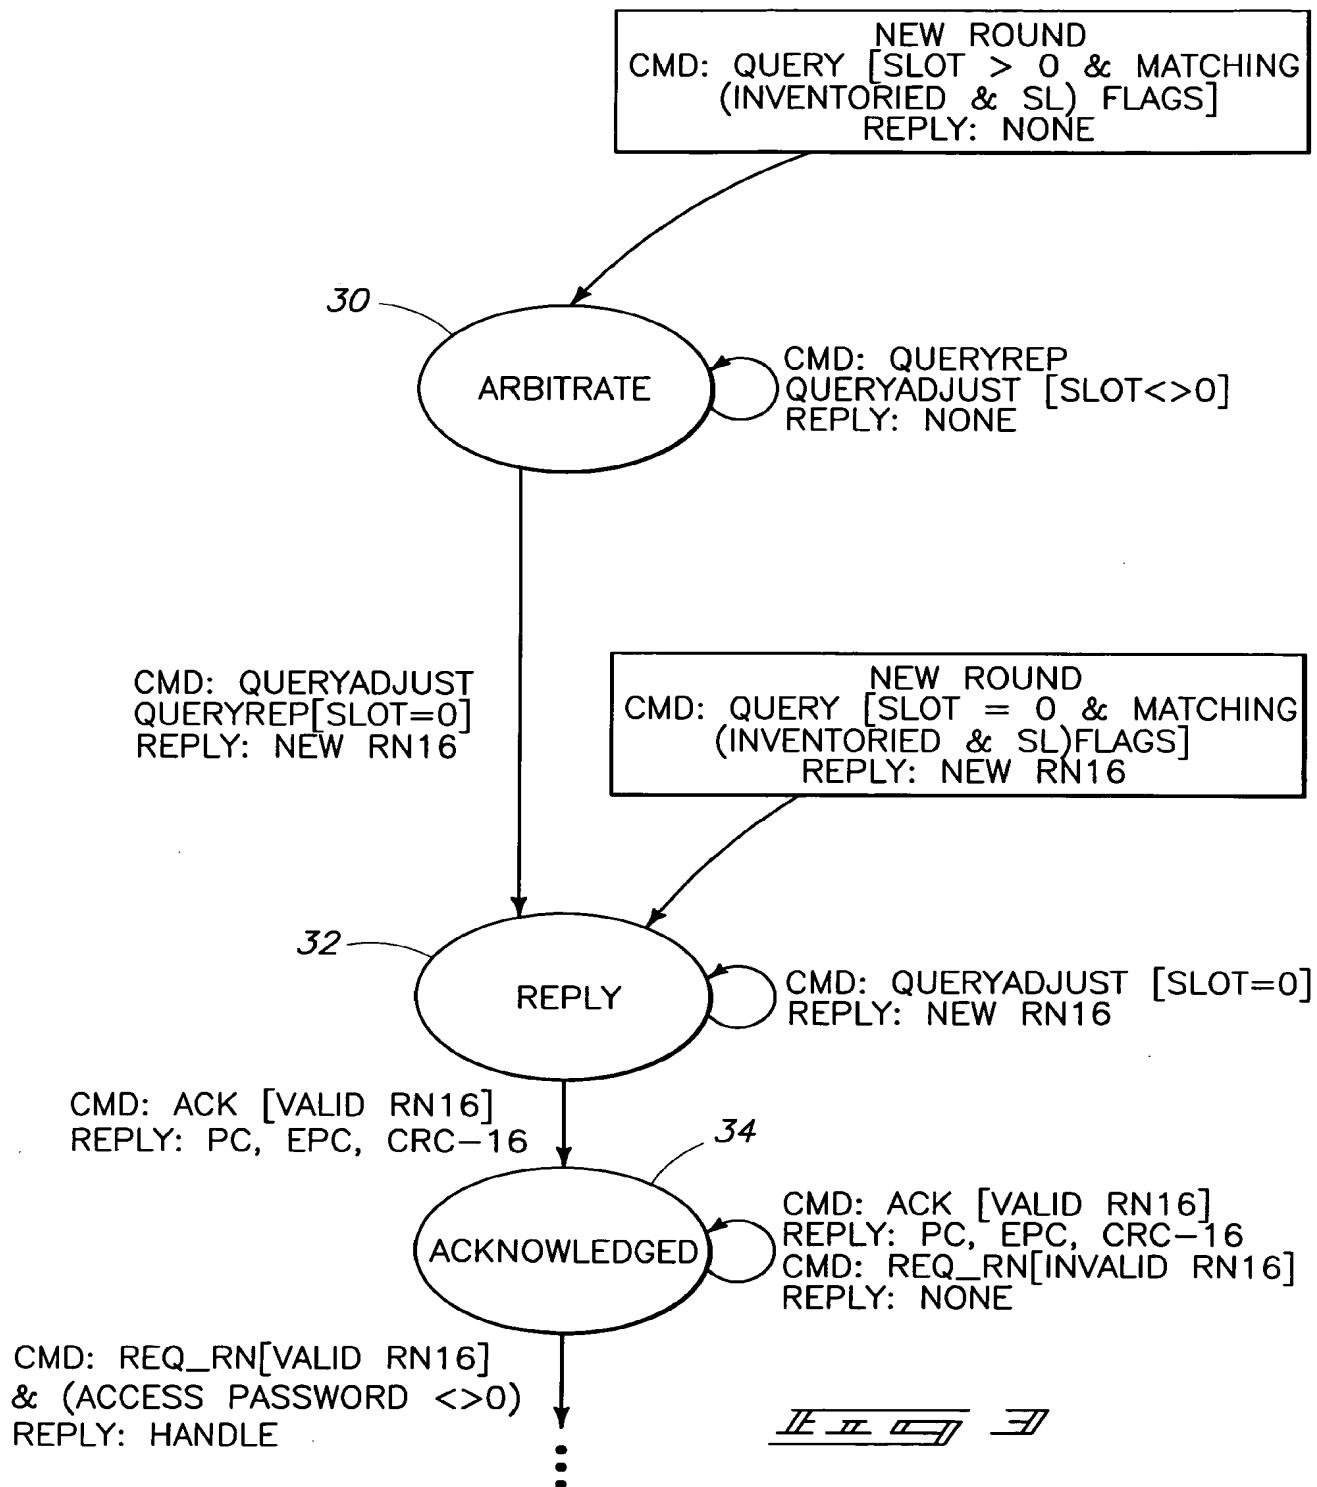 NEW ROUND
CMD: QUERY [SLOT > 0 & MATCHING
(INVENTORIED & SL) FLAGS]
REPLY: NONE
30
ARBITRATE
CMD: QUERYREP
QUERYADJUST [SLOT<>0]
REPLY: NONE
CMD: QUERYADJUST
QUERYREP[SLOT=0]
REPLY: NEW RN16
NEW ROUND
CMD: QUERY [SLOT = 0 & MATCHING
(INVENTORIED & SL)FLAGS]
REPLY: NEW RN16
32
REPLY
CMD: QUERYADJUST [SLOT=0]
REPLY: NEW RN16
CMD: ACK [VALID RN16]
REPLY: PC, EPC, CRC-16
34
ACKNOWLEDGED
CMD: ACK [VALID RN16]
REPLY: PC, EPC, CRC-16
CMD: REQ_RN[INVALID RN16]
REPLY: NONE
CMD: REQ_RN[VALID RN16]
& (ACCESS PASSWORD <>0)
REPLY: HANDLE
FIG 3